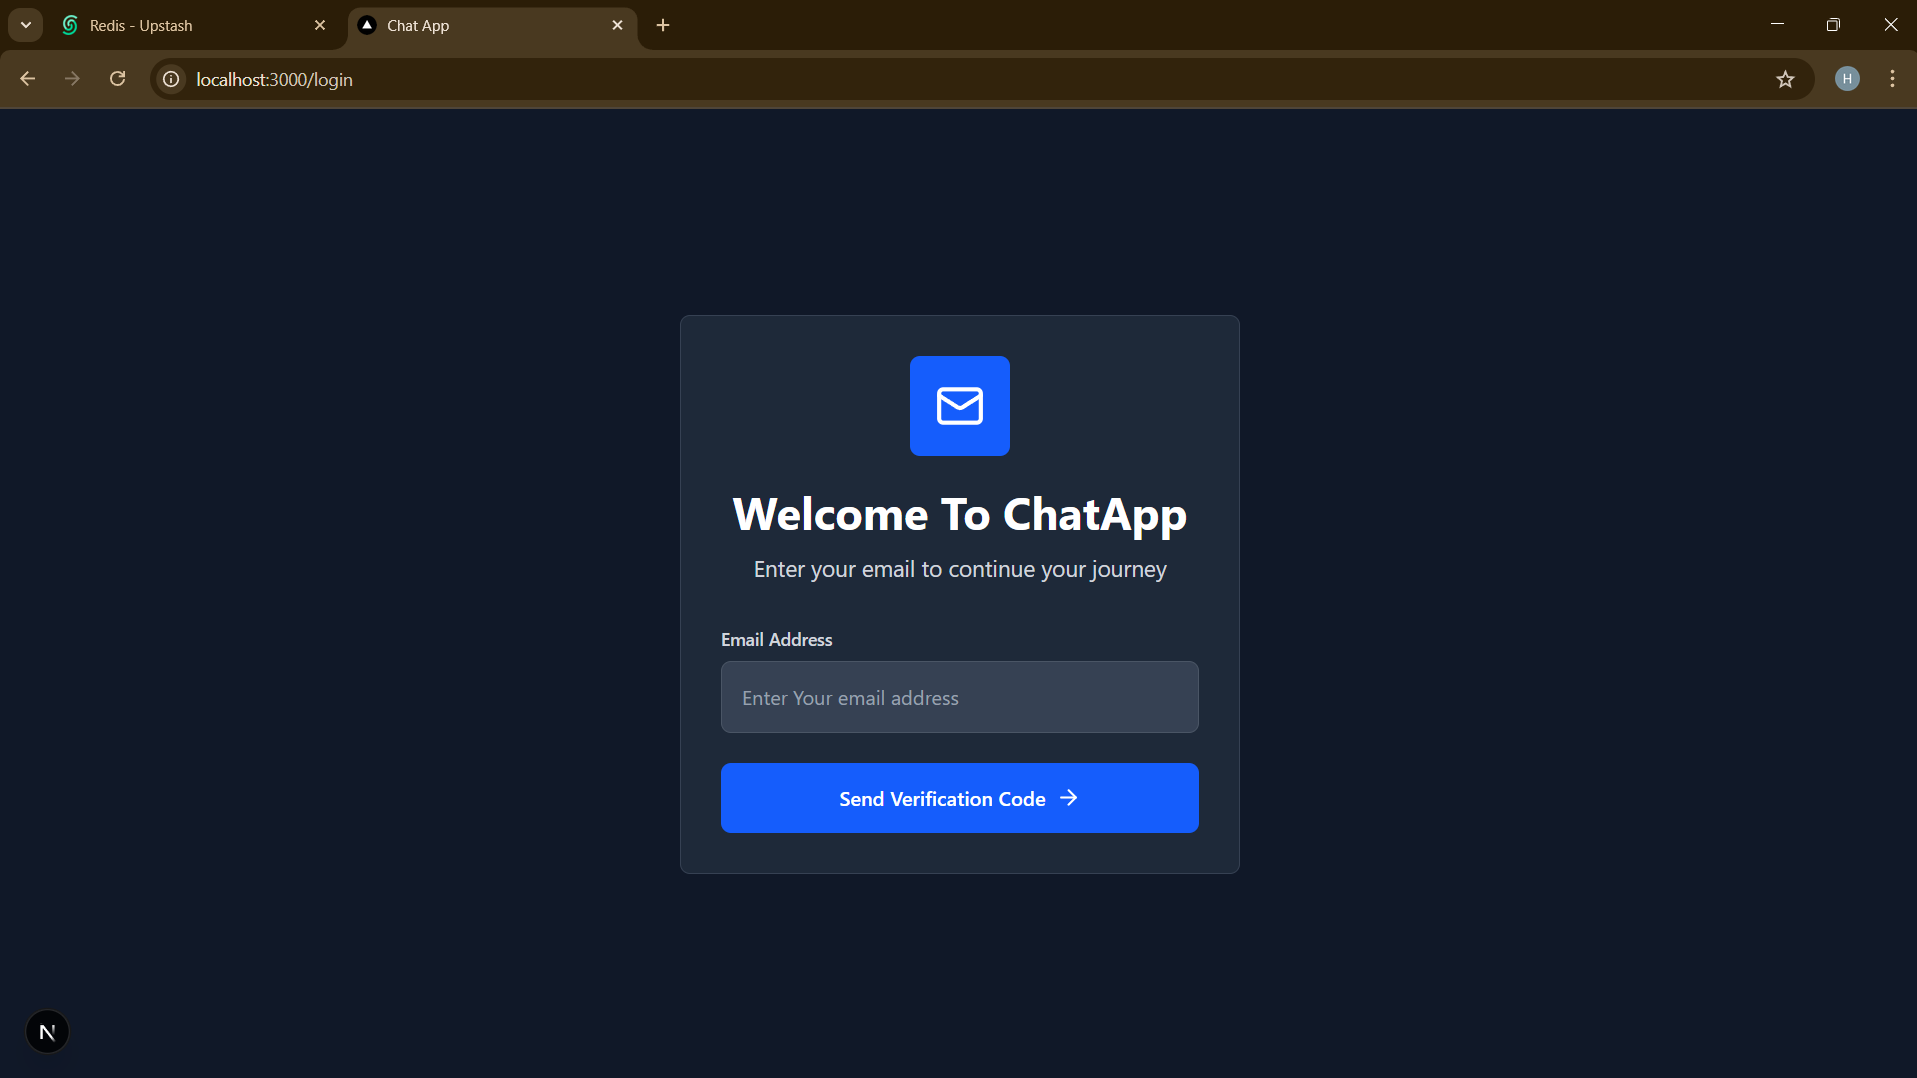 Redis - Upstash
Chat App
localhost:3000/login
H
Welcome To ChatApp
Enter your email to continue your journey
Email Address
Enter Your email address
Send Verification Code
N